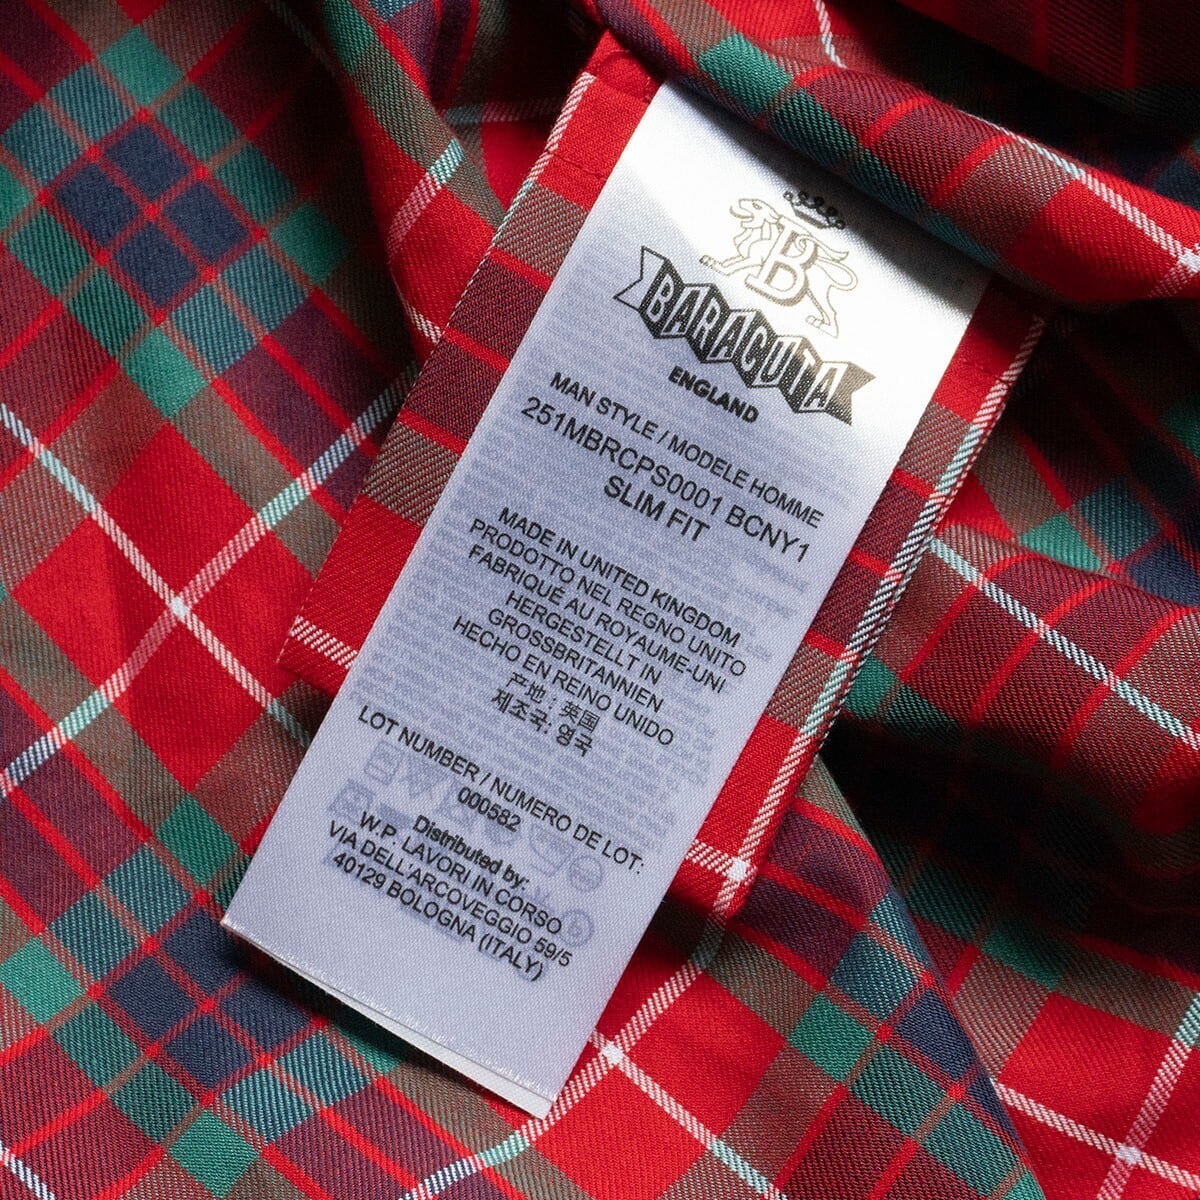 B
BARACUTA
ENGLAND
MAN STYLE / MODELE HOMME
251MBRCPS0001 BCNY1
SLIM FIT
MADE IN UNITED KINGDOM
PRODOTTO NEL REGNO UNITO
FABRIQUÉ AU ROYAUME-UNI
HERGESTELLT IN
GROSSBRITANNIEN
HECHO EN REINO UNIDO
产地：英国
제조국: 영국
LOT NUMBER / NUMERO DE LOT:
000582
Distributed by:
W.P. LAVORI IN CORSO
VIA DELL'ARCOVEGGIO 59/5
40129 BOLOGNA (ITALY)